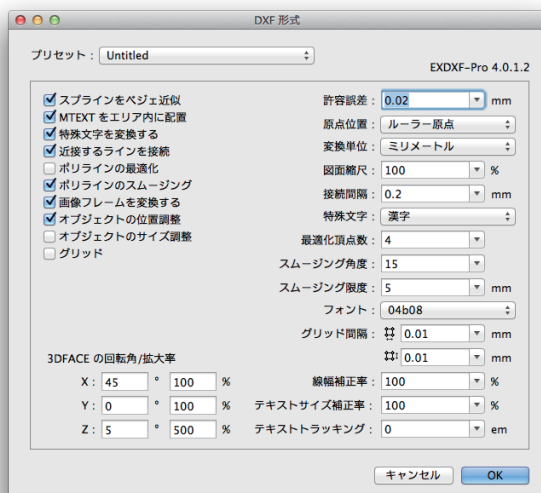 DXF 形式
プリセット： Untitled
EXDXF-Pro 4.0.1.2
スプラインをベジェ近似
MTEXT をエリア内に配置
特殊文字を変換する
近接するラインを接続
ポリラインの最適化
ポリラインのスムージング
画像フレームを変換する
オブジェクトの位置調整
オブジェクトのサイズ調整
グリッド
許容誤差： 0.02 mm
原点位置： ルーラー原点
変換単位： ミリメートル
図面縮尺： 100 %
接続間隔： 0.2 mm
特殊文字： 漢字
最適化頂点数： 4
スムージング角度： 15
スムージング限度： 5 mm
フォント： 04b08
グリッド間隔： 0.01 mm
0.01 mm
3DFACE の回転角/拡大率
X： 45 ° 100 %
Y： 0 ° 100 %
Z： 5 ° 500 %
線幅補正率： 100 %
テキストサイズ補正率： 100 %
テキストトラッキング： 0 em
キャンセル
OK